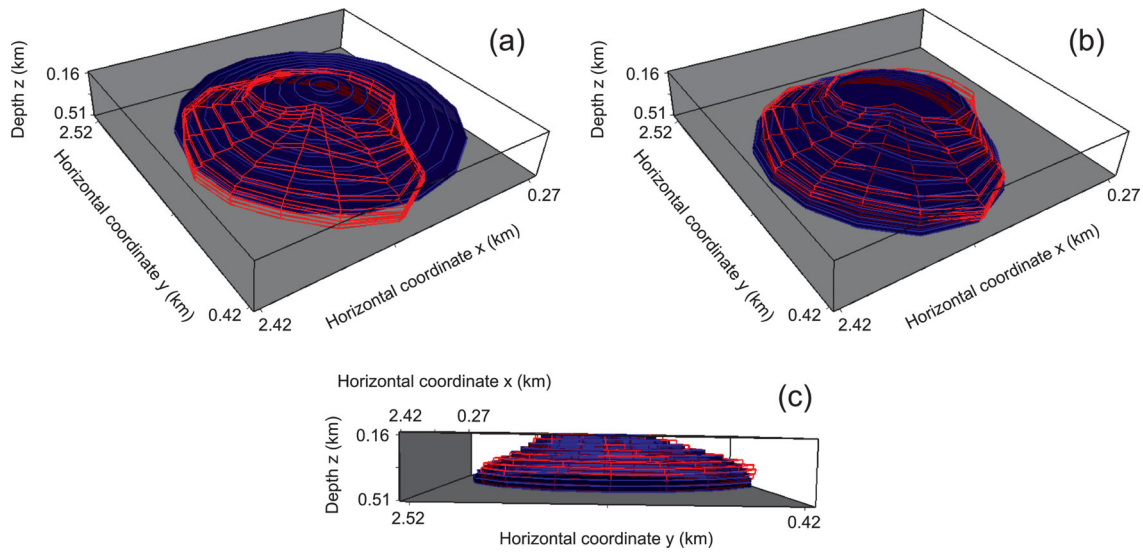 (a)
0.16
Depth z (km)
0.51
2.52
Horizontal coordinate y (km)
0.42
2.42
Horizontal coordinate x (km)
0.27
(b)
0.16
Depth z (km)
0.51
2.52
Horizontal coordinate y (km)
0.42
2.42
Horizontal coordinate x (km)
0.27
(c)
Horizontal coordinate x (km)
2.42 0.27
0.16
Depth z (km)
0.51
2.52 0.42
Horizontal coordinate y (km)